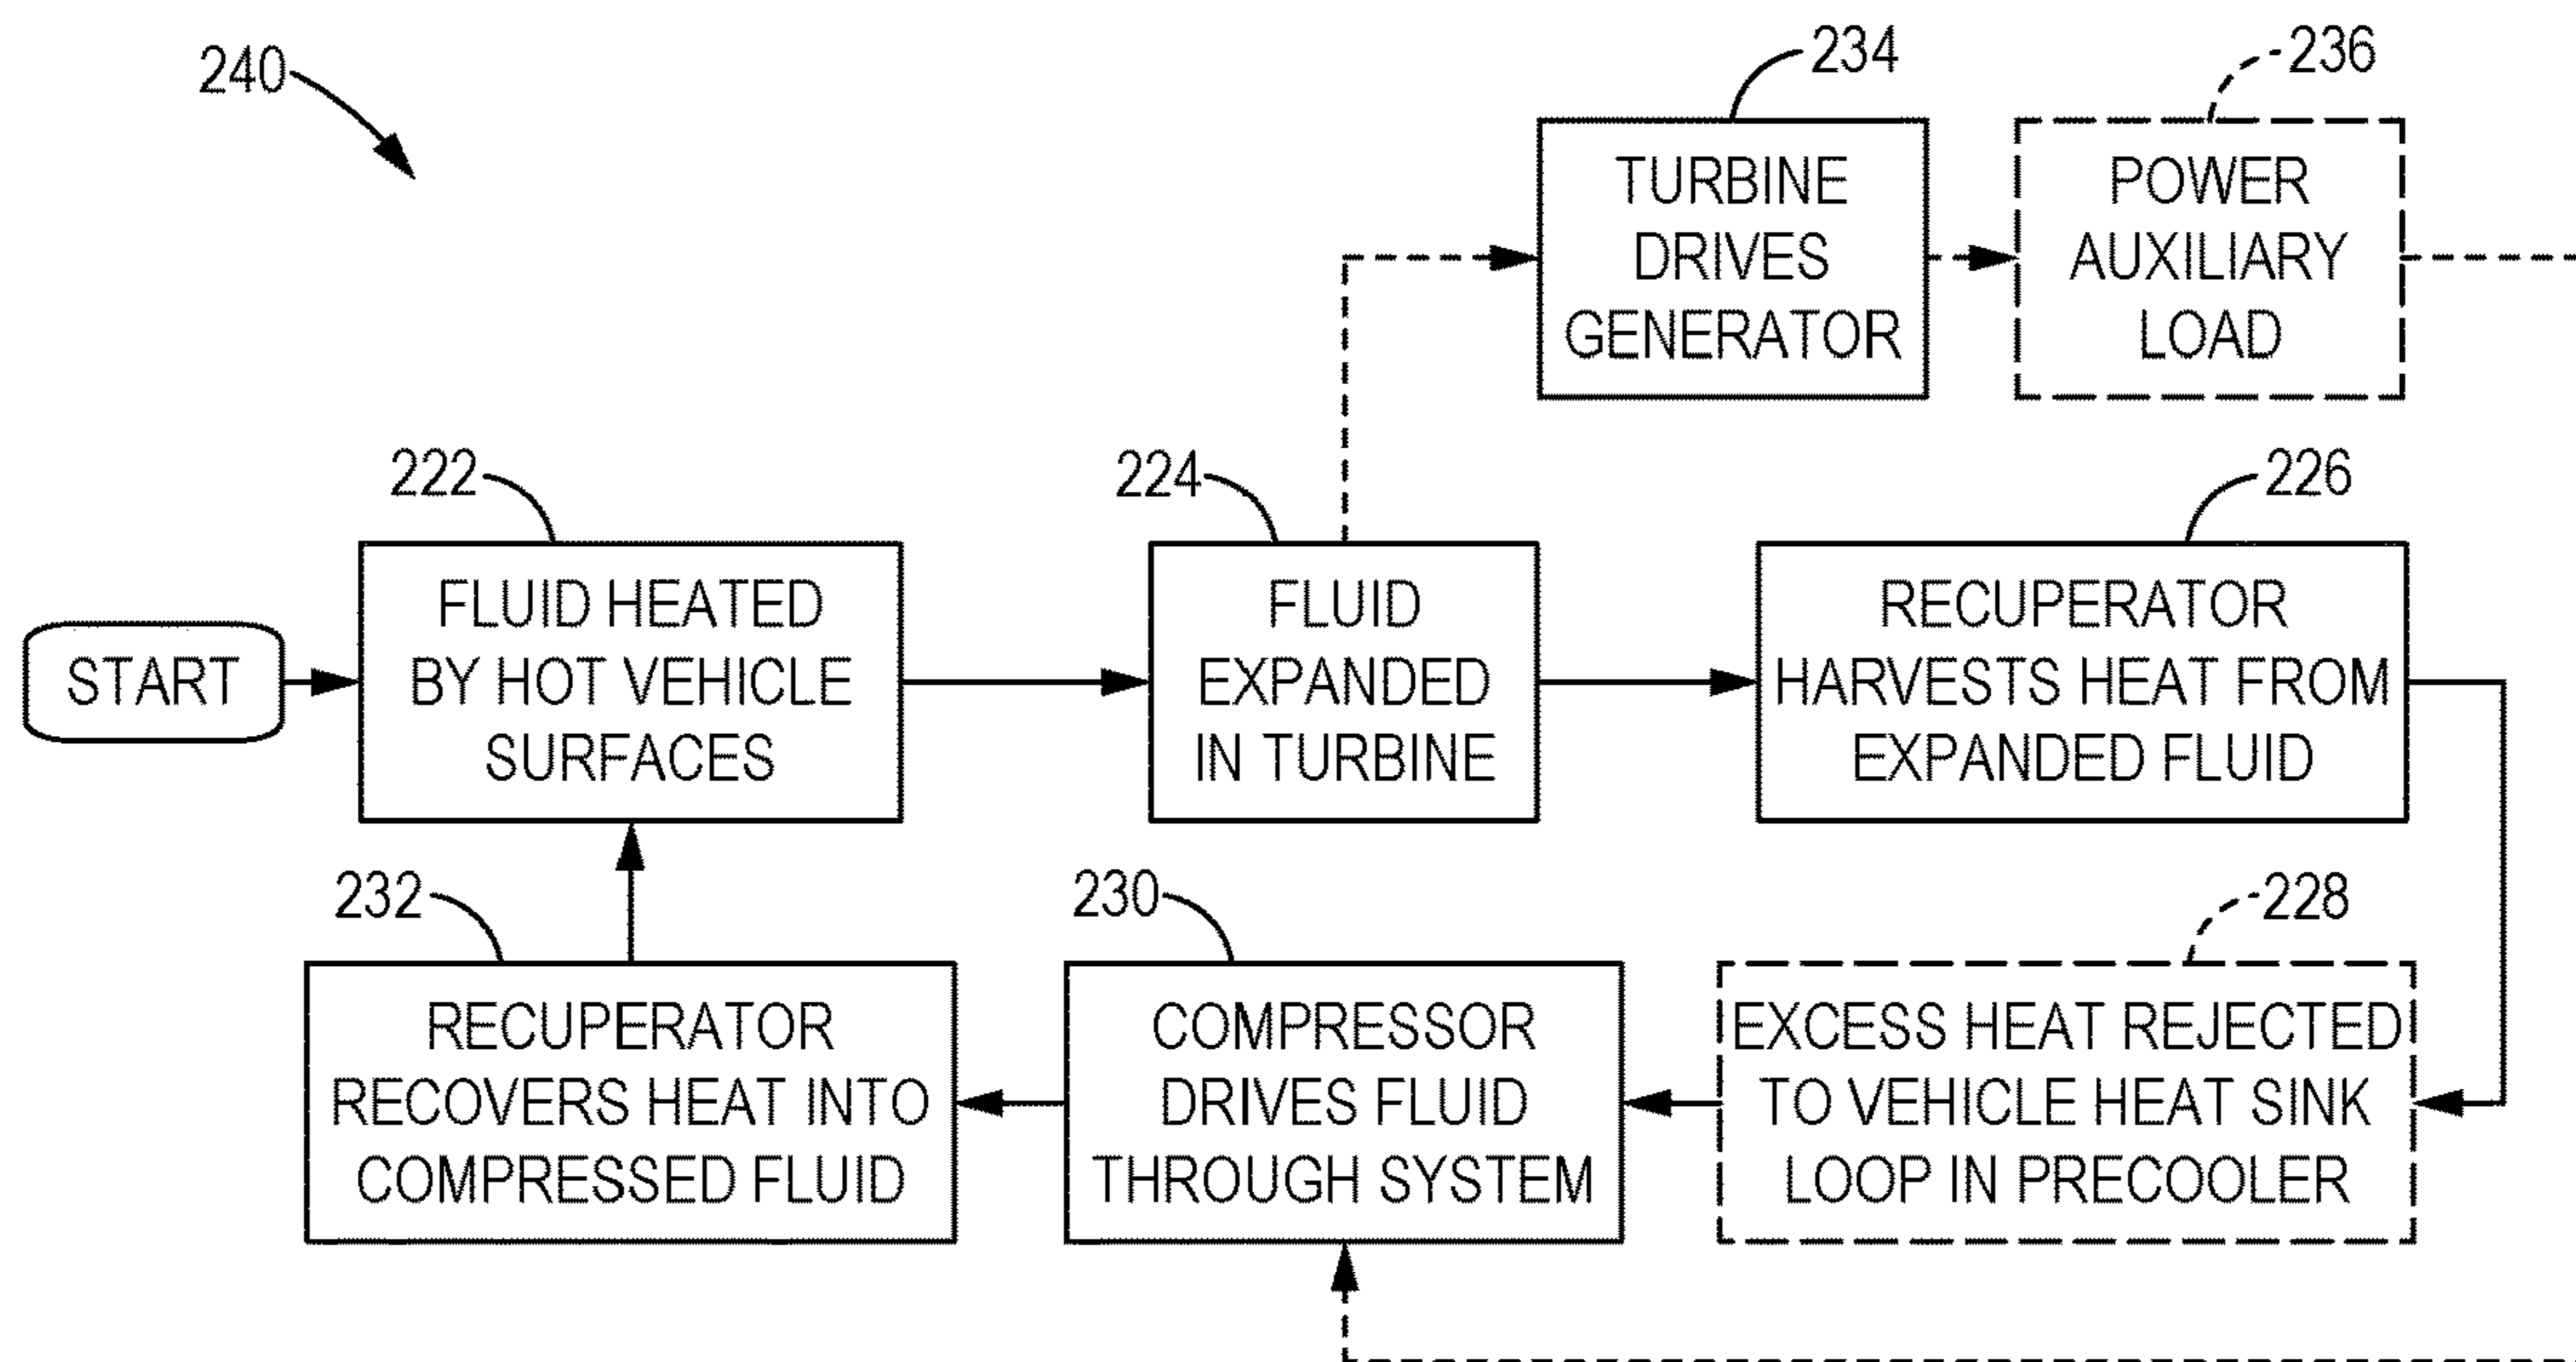 240
234
TURBINE
DRIVES
GENERATOR
236
POWER
AUXILIARY
LOAD
START
222
FLUID HEATED
BY HOT VEHICLE
SURFACES
224
FLUID
EXPANDED
IN TURBINE
226
RECUPERATOR
HARVESTS HEAT FROM
EXPANDED FLUID
232
RECUPERATOR
RECOVERS HEAT INTO
COMPRESSED FLUID
230
COMPRESSOR
DRIVES FLUID
THROUGH SYSTEM
228
EXCESS HEAT REJECTED
TO VEHICLE HEAT SINK
LOOP IN PRECOOLER